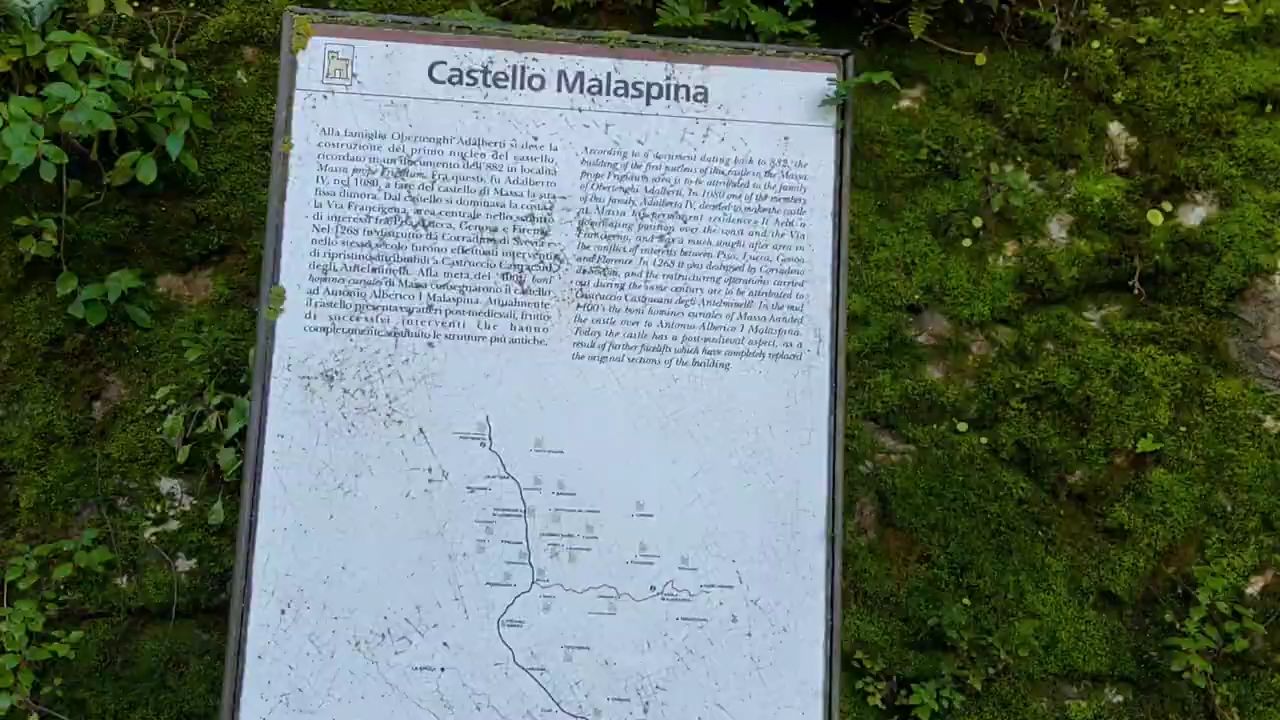 Castello Malaspina
Alla famiglia Obertenghi Adalberti si deve la
costruzione del primo nucleo del castello,
ricordato in un documento dell'882 in località
Massa prope Frigidum. Fra questi, fu Adalberto
IV, nel 1080, a fare del castello di Massa la sua
fissa dimora. Dal castello si dominava la costa e
la Via Francigena, area centrale nello scontro
di interessi fra Pisa, Lucca, Genova e Firenze.
Nel 1268 fu distrutto da Corradino di Svevia e
nello stesso secolo furono effettuati interventi
di ripristino attribuibili a Castruccio Castracani
degli Antelminelli. Alla metà del '400 i boni
homines curiales di Massa consegnarono il castello
ad Antonio Alberico I Malaspina. Attualmente
il castello presenta caratteri post-medievali, frutto
di successivi interventi che hanno
completamente sostituito le strutture più antiche.
According to a document dating back to 882, the
building of the first nucleus of this castle in the Massa
prope Frigidum area is to be attributed to the family
of Obertenghi Adalberti. In 1080 one of the members
of this family, Adalberto IV, decided to make the castle
at Massa his permanent residence. It held a
dominating position over the coast and the Via
Francigena, and was a much sought after area in
the conflict of interests between Pisa, Lucca, Genoa
and Florence. In 1268 it was destroyed by Corradino
di Svevia, and the restructuring operations carried
out during the same century are to be attributed to
Castruccio Castracani degli Antelminelli. In the mid
1400's the boni homines curiales of Massa handed
the castle over to Antonio Alberico I Malaspina.
Today the castle has a post-medieval aspect, as a
result of further facelifts which have completely replaced
the original sections of the building.